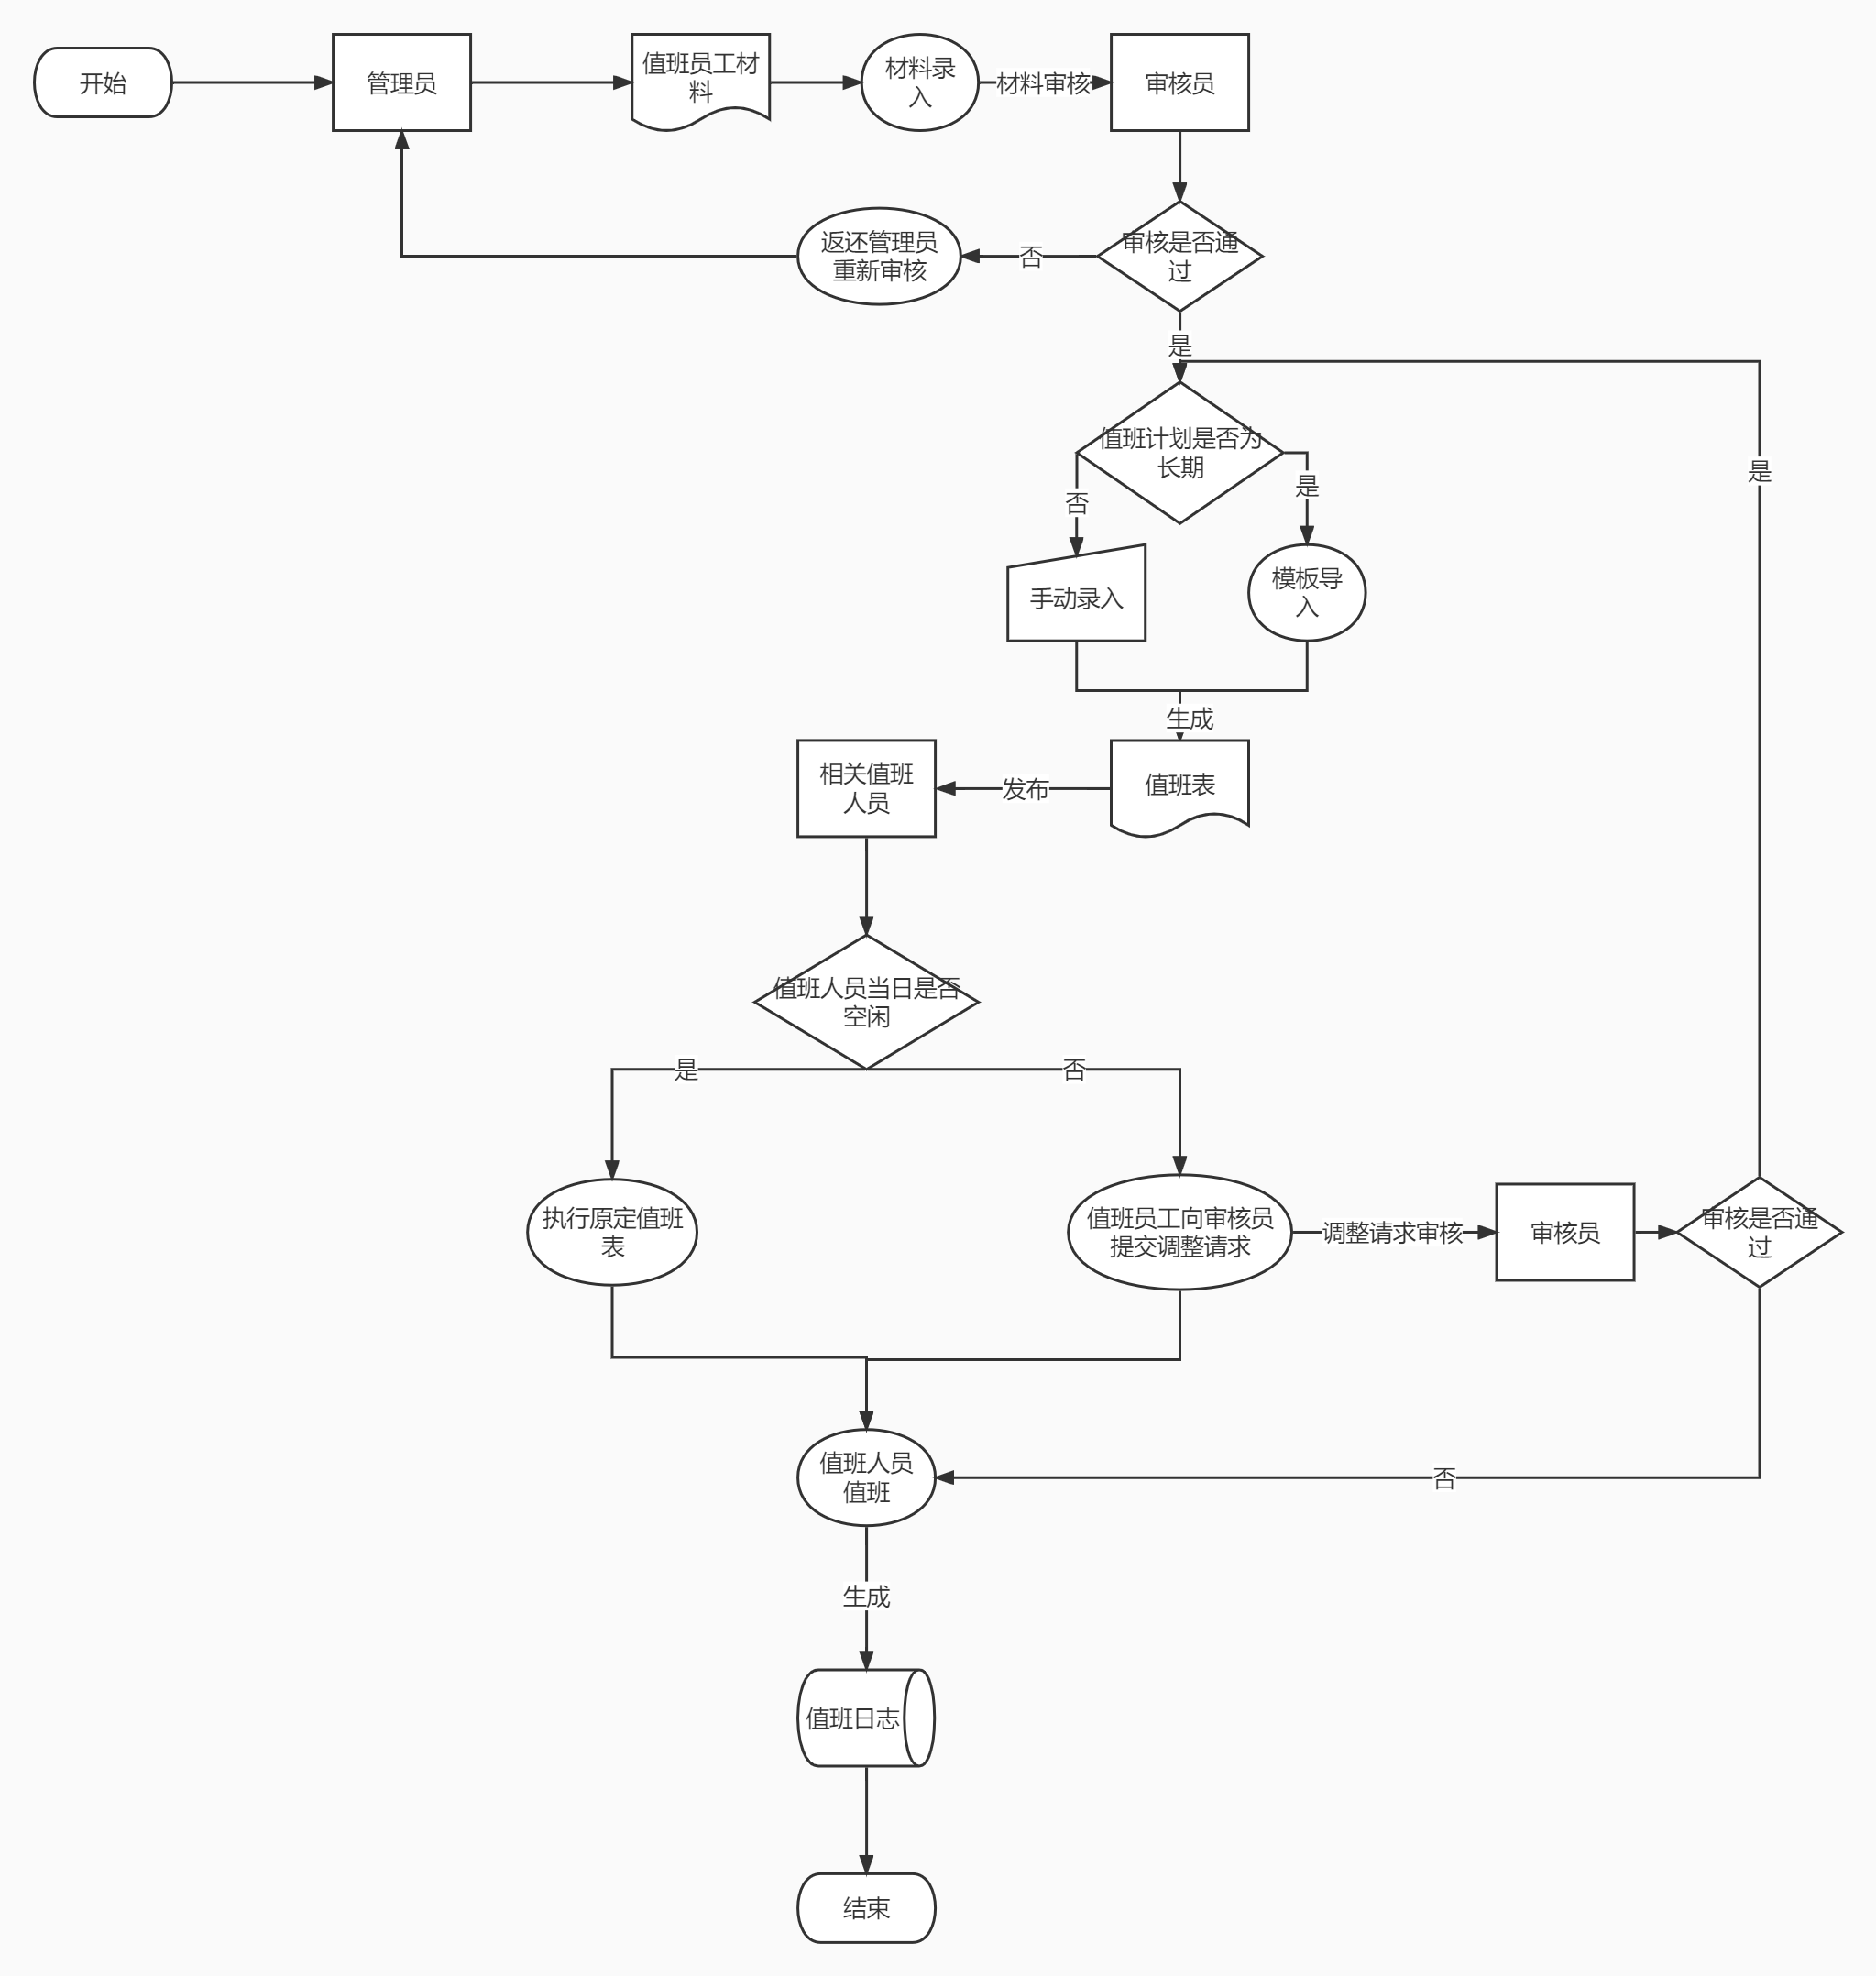 开始
管理员
值班员工材
料
材料录
入
材料审核
审核员
返还管理员
重新审核
否
审核是否通
过
是
值班计划是否为
长期
是
否
是
手动录入
模板导
入
生成
相关值班
人员
发布
值班表
值班人员当日是否
空闲
是
否
执行原定值班
表
值班员工向审核员
提交调整请求
调整请求审核
审核员
审核是否通
过
值班人员
值班
否
生成
值班日志
结束